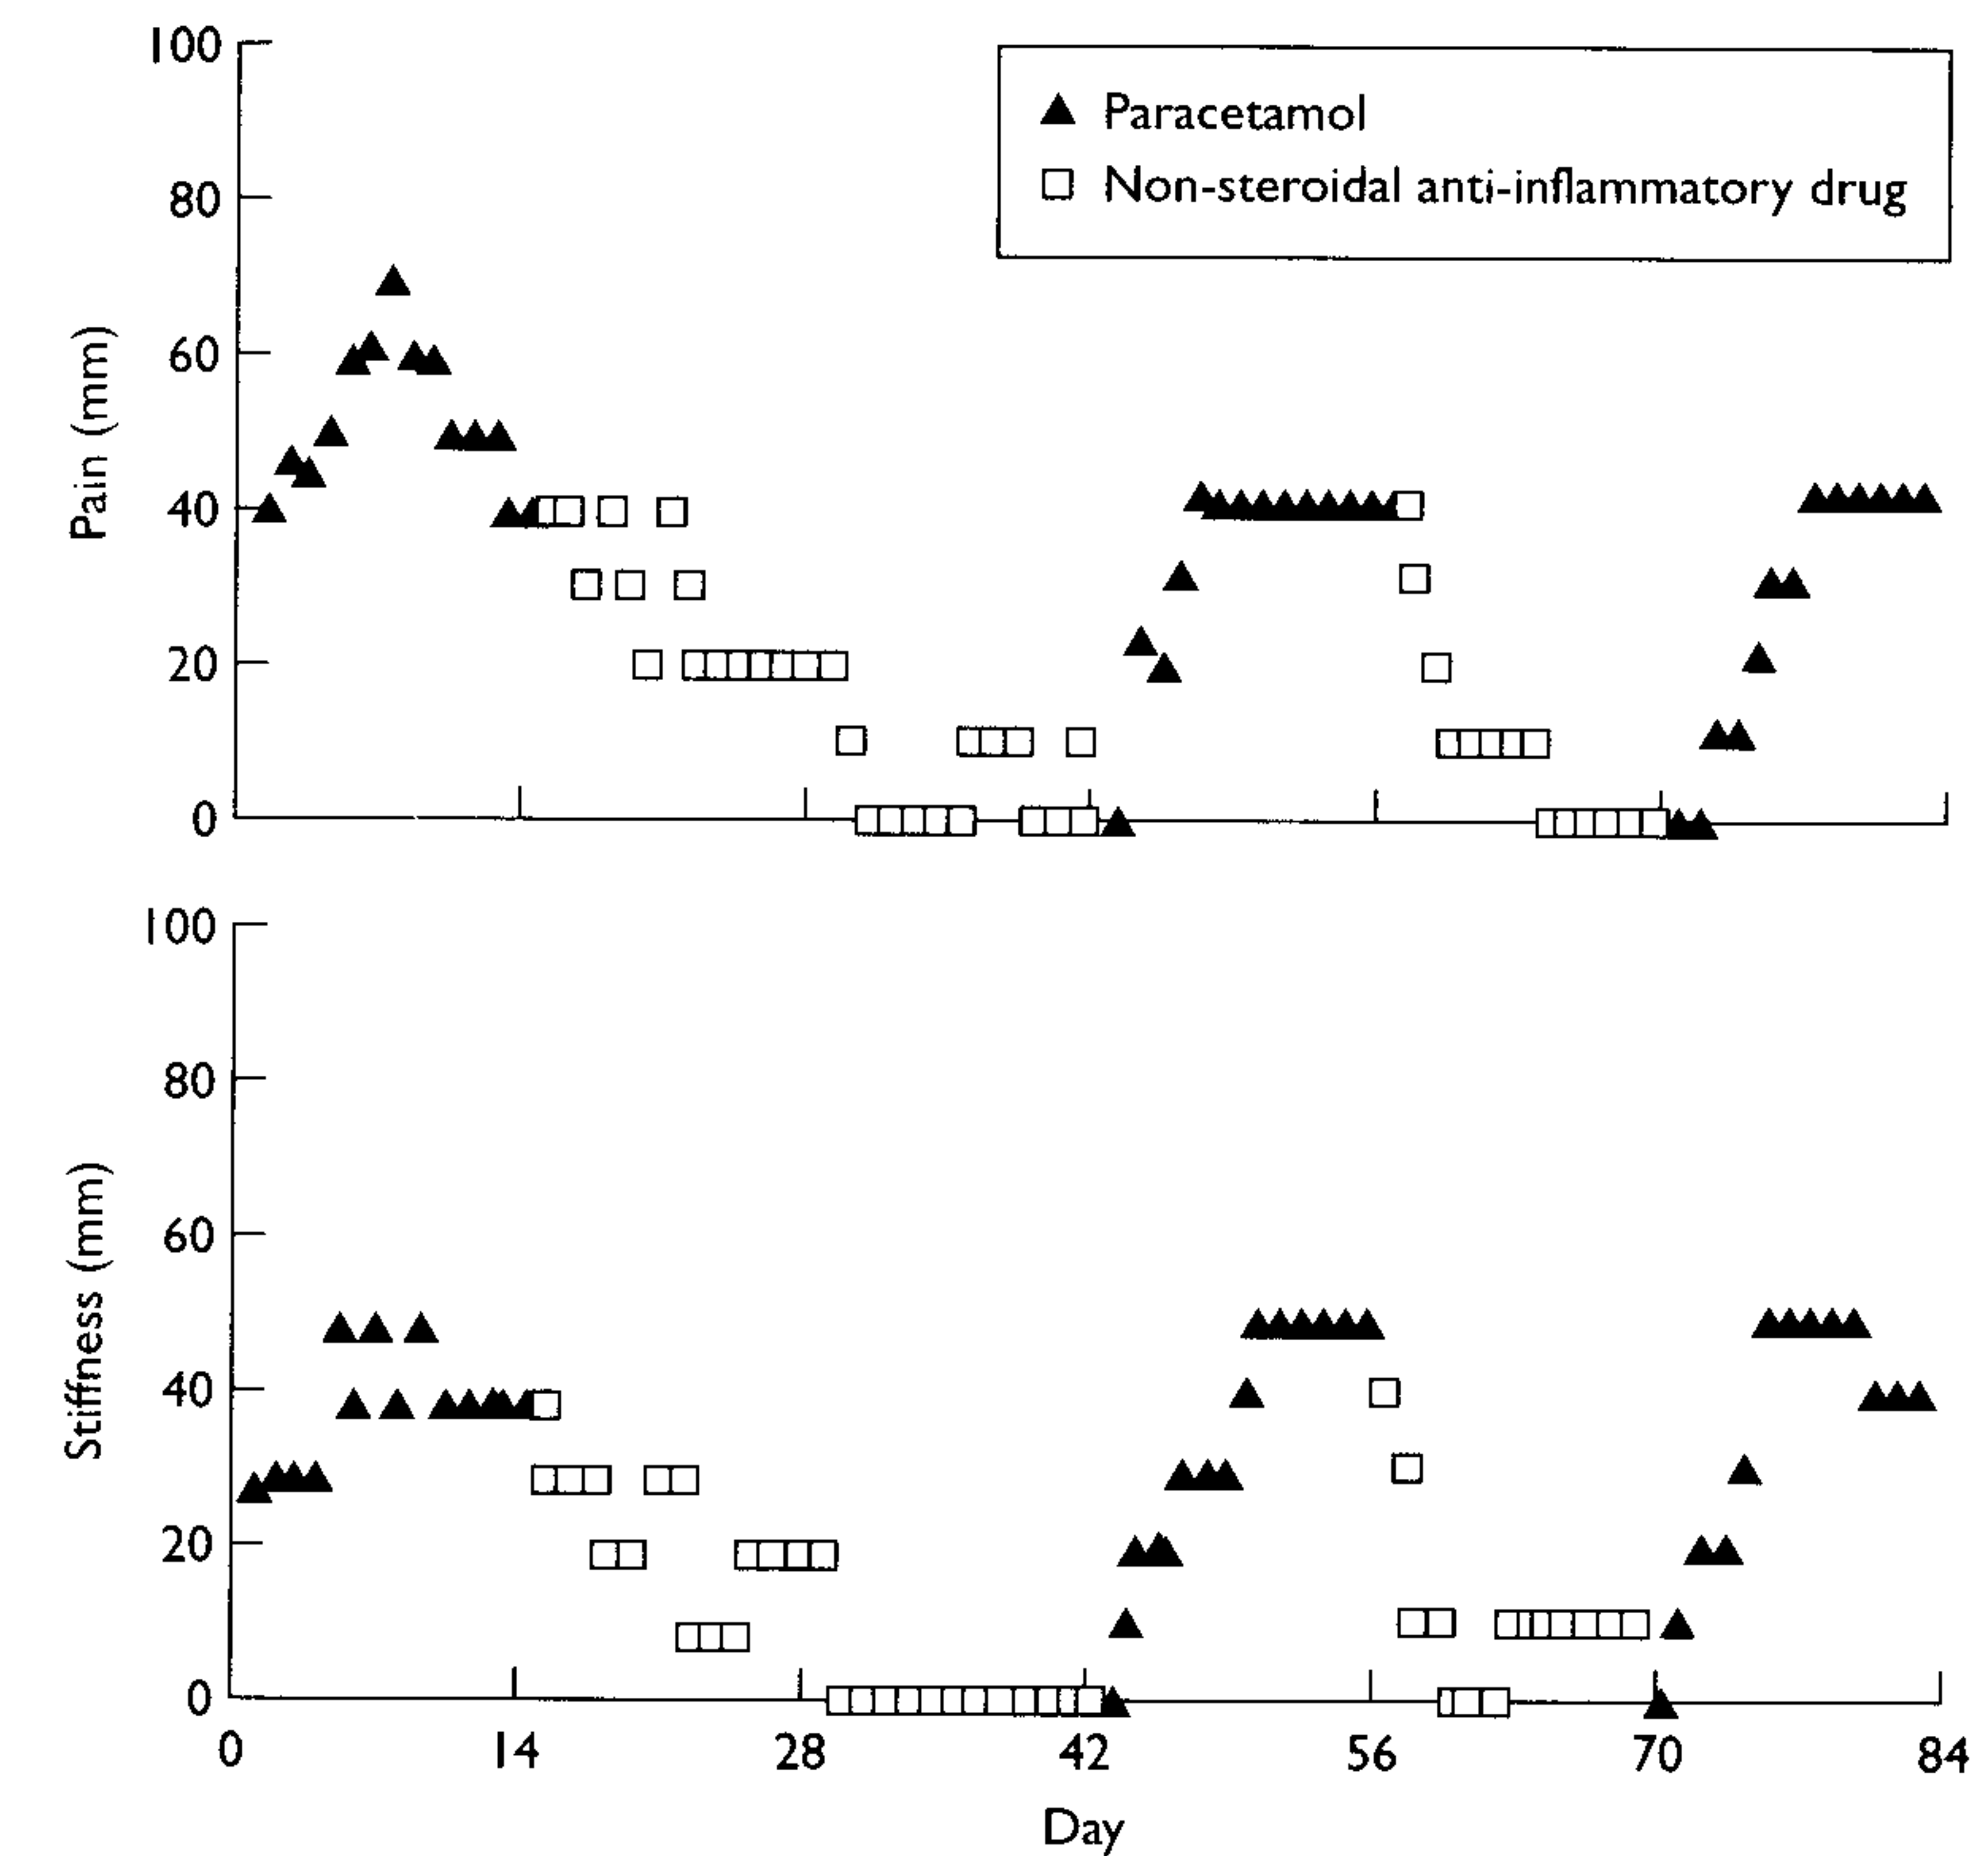 100
80
60
40
20
0
Pain (mm)
Paracetamol
Non-steroidal anti-inflammatory drug
100
80
60
40
20
0
Stiffness (mm)
0 14 28 42 56 70 84
Day